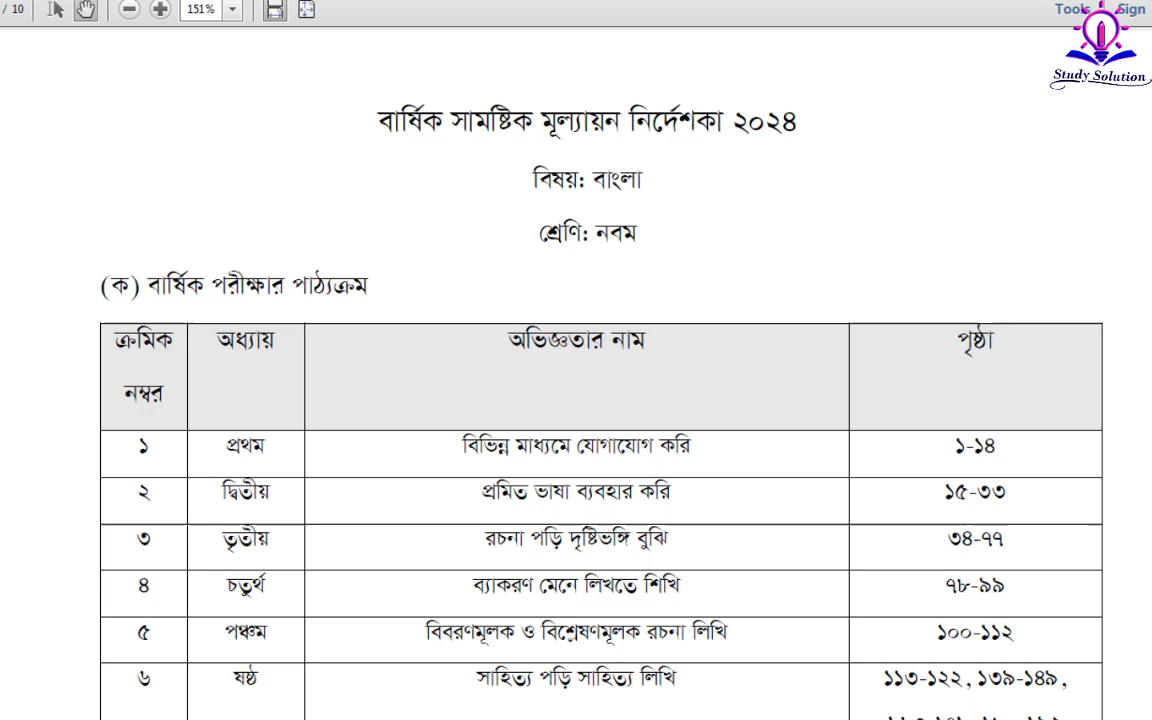 / 10
151%
Tools
Sign
Study Solution
বার্ষিক সামষ্টিক মূল্যায়ন নির্দেশকা ২০২৪
বিষয়: বাংলা
শ্রেণি: নবম
(ক) বার্ষিক পরীক্ষার পাঠ্যক্রম
ক্রমিক নম্বর অধ্যায় অভিজ্ঞতার নাম পৃষ্ঠা
১ প্রথম বিভিন্ন মাধ্যমে যোগাযোগ করি ১-১৪
২ দ্বিতীয় প্রমিত ভাষা ব্যবহার করি ১৫-৩৩
৩ তৃতীয় রচনা পড়ি দৃষ্টিভঙ্গি বুঝি ৩৪-৭৭
৪ চতুর্থ ব্যাকরণ মেনে লিখতে শিখি ৭৮-৯৯
৫ পঞ্চম বিবরণমূলক ও বিশ্লেষণমূলক রচনা লিখি ১০০-১১২
৬ ষষ্ঠ সাহিত্য পড়ি সাহিত্য লিখি ১১৩-১২২, ১৩৯-১৪৯,